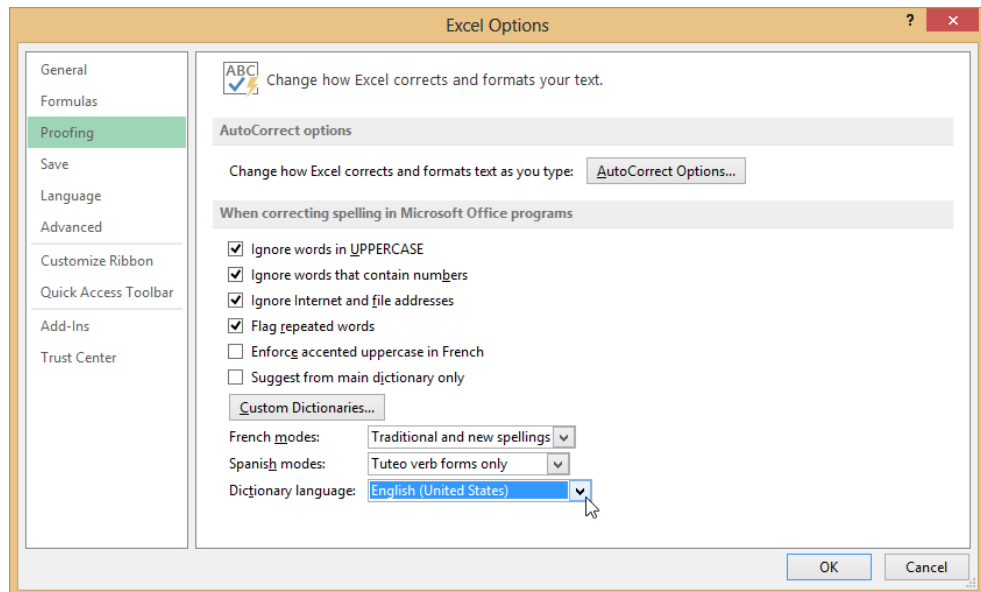 Excel Options
?
×
General
Formulas
Proofing
Save
Language
Advanced
Customize Ribbon
Quick Access Toolbar
Add-Ins
Trust Center
ABC
Change how Excel corrects and formats your text.
AutoCorrect options
Change how Excel corrects and formats text as you type: AutoCorrect Options...
When correcting spelling in Microsoft Office programs
Ignore words in UPPERCASE
Ignore words that contain numbers
Ignore Internet and file addresses
Flag repeated words
Enforce accented uppercase in French
Suggest from main dictionary only
Custom Dictionaries...
French modes: Traditional and new spellings
Spanish modes: Tuteo verb forms only
Dictionary language: English (United States)
OK Cancel